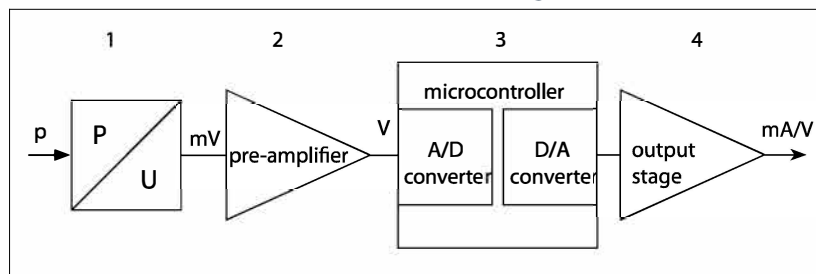 1 2 3 4
microcontroller
p P U mV pre-amplifier V
A/D converter
D/A converter
output stage
mA/V